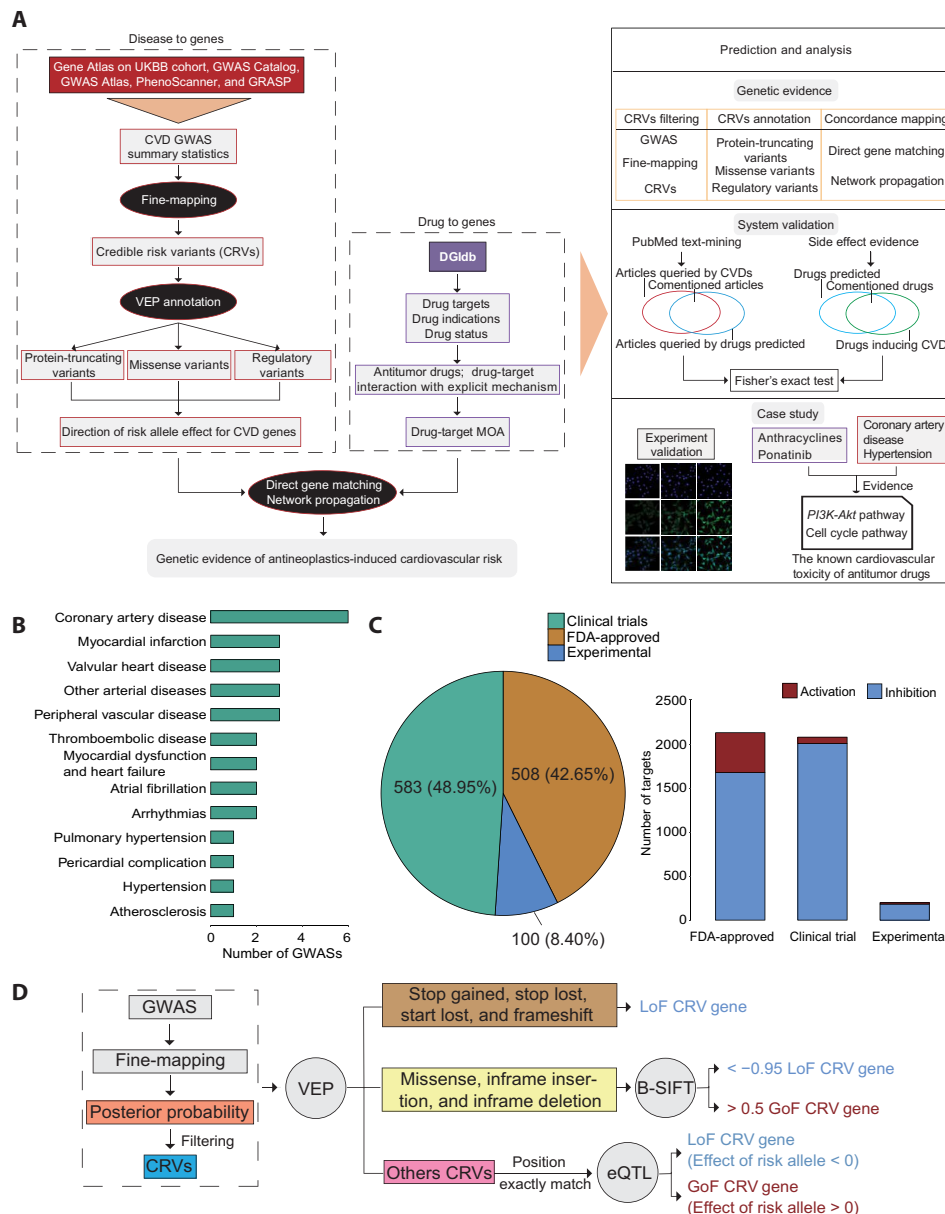 A
Disease to genes
Gene Atlas on UKBB cohort, GWAS Catalog,
GWAS Atlas, PhenoScanner, and GRASP
CVD GWAS
summary statistics
Fine-mapping
Credible risk variants (CRVs)
VEP annotation
Protein-truncating
variants
Missense variants
Regulatory
variants
Direction of risk allele effect for CVD genes
Drug to genes
DGIdb
Drug targets
Drug indications
Drug status
Antitumor drugs; drug-target
interaction with explicit mechanism
Drug-target MOA
Direct gene matching
Network propagation
Genetic evidence of antineoplastics-induced cardiovascular risk
Prediction and analysis
Genetic evidence
CRVs filtering
CRVs annotation
Concordance mapping
GWAS
Fine-mapping
CRVs
Protein-truncating
variants
Missense variants
Regulatory variants
Direct gene matching
Network propagation
System validation
PubMed text-mining
Side effect evidence
Articles queried by CVDs
Comentioned articles
Drugs predicted
Comentioned drugs
Articles queried by drugs predicted
Drugs inducing CVD
Fisher's exact test
Case study
Experiment
validation
Anthracyclines
Ponatinib
Coronary artery
disease
Hypertension
Evidence
PI3K-Akt pathway
Cell cycle pathway
The known cardiovascular
toxicity of antitumor drugs
B
Coronary artery disease
Myocardial infarction
Valvular heart disease
Other arterial diseases
Peripheral vascular disease
Thromboembolic disease
Myocardial dysfunction
and heart failure
Atrial fibrillation
Arrhythmias
Pulmonary hypertension
Pericardial complication
Hypertension
Atherosclerosis
0 2 4 6
Number of GWASs
C
Clinical trials
FDA-approved
Experimental
583 (48.95%)
508 (42.65%)
100 (8.40%)
Activation
Inhibition
Number of targets
2500
2000
1500
1000
500
0
FDA-approved
Clinical trial
Experimental
D
GWAS
Fine-mapping
Posterior probability
Filtering
CRVs
VEP
Stop gained, stop lost,
start lost, and frameshift
LoF CRV gene
Missense, inframe inser-
tion, and inframe deletion
B-SIFT
< −0.95 LoF CRV gene
> 0.5 GoF CRV gene
Others CRVs
Position
exactly match
eQTL
LoF CRV gene
(Effect of risk allele < 0)
GoF CRV gene
(Effect of risk allele > 0)